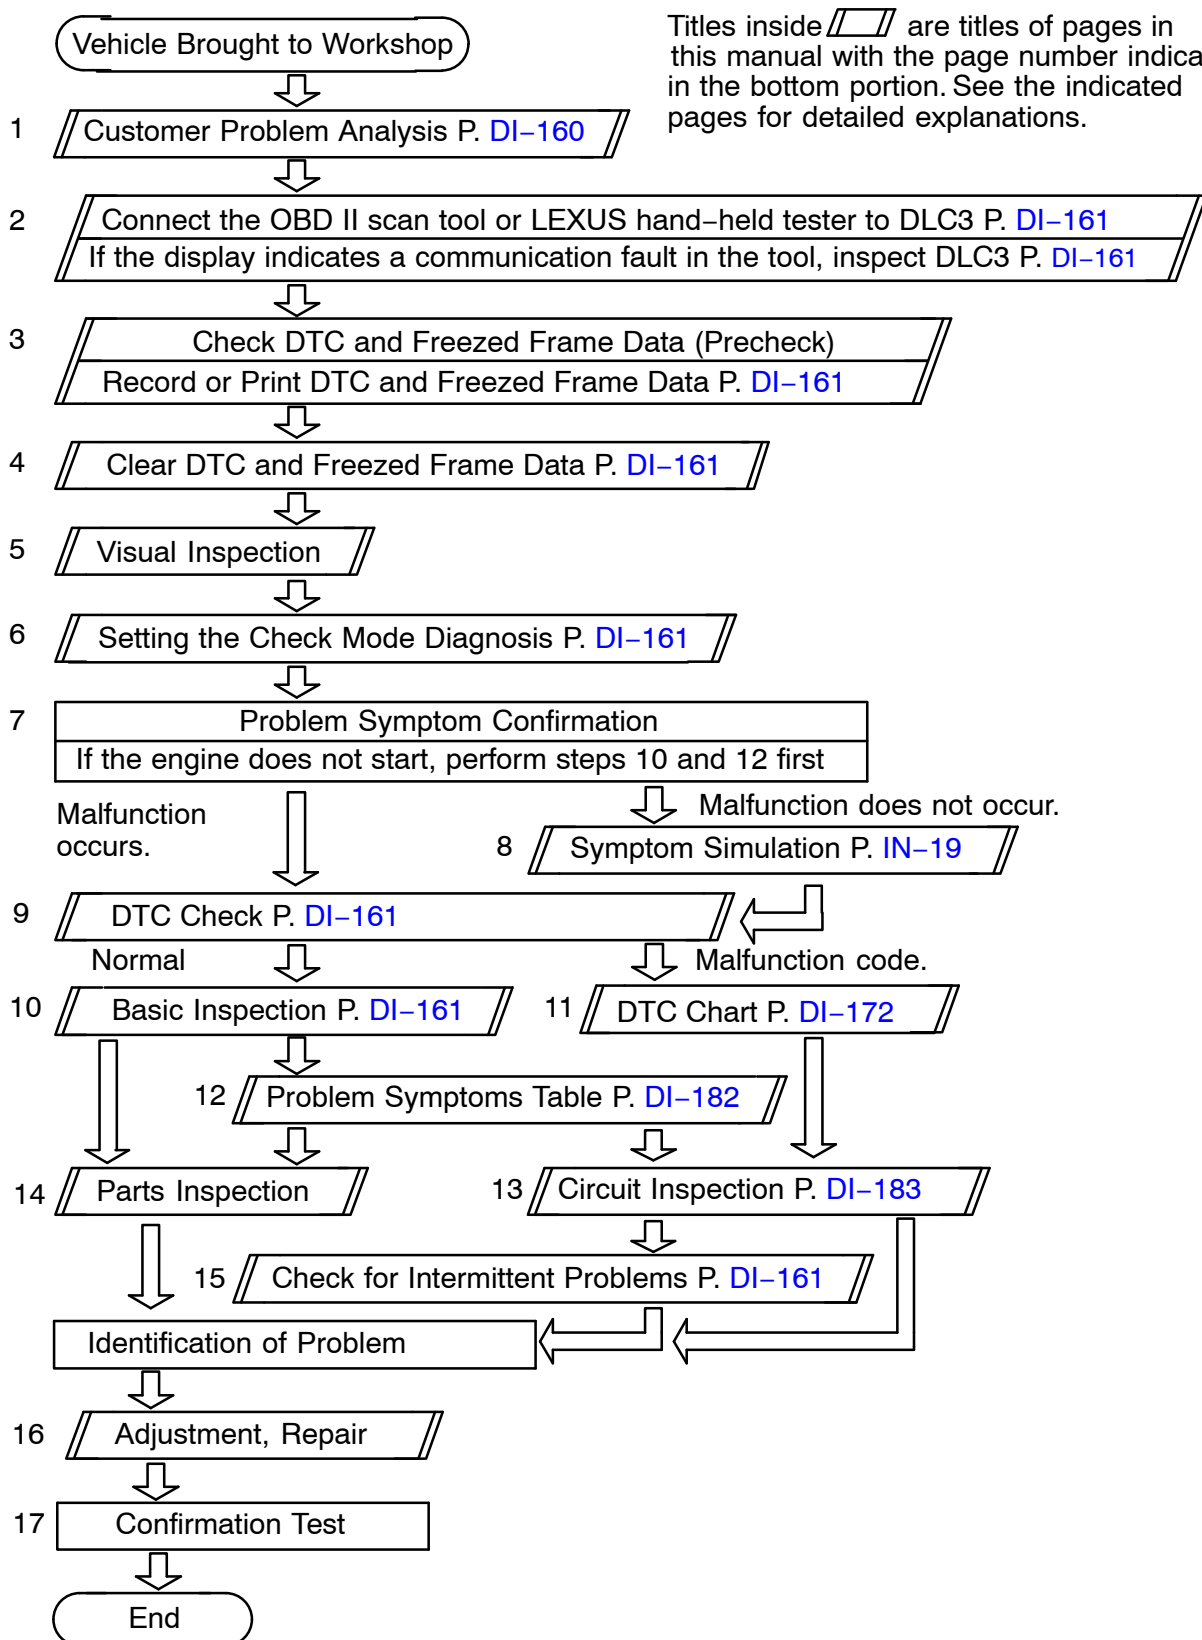 Vehicle Brought to Workshop
Titles inside are titles of pages in
this manual with the page number indica
in the bottom portion. See the indicated
pages for detailed explanations.
1 Customer Problem Analysis P. DI–160
2 Connect the OBD II scan tool or LEXUS hand–held tester to DLC3 P. DI–161
If the display indicates a communication fault in the tool, inspect DLC3 P. DI–161
3 Check DTC and Freezed Frame Data (Precheck)
Record or Print DTC and Freezed Frame Data P. DI–161
4 Clear DTC and Freezed Frame Data P. DI–161
5 Visual Inspection
6 Setting the Check Mode Diagnosis P. DI–161
7 Problem Symptom Confirmation
If the engine does not start, perform steps 10 and 12 first
Malfunction
occurs.
Malfunction does not occur.
8 Symptom Simulation P. IN–19
9 DTC Check P. DI–161
Normal
Malfunction code.
10 Basic Inspection P. DI–161
11 DTC Chart P. DI–172
12 Problem Symptoms Table P. DI–182
14 Parts Inspection
13 Circuit Inspection P. DI–183
15 Check for Intermittent Problems P. DI–161
Identification of Problem
16 Adjustment, Repair
17 Confirmation Test
End